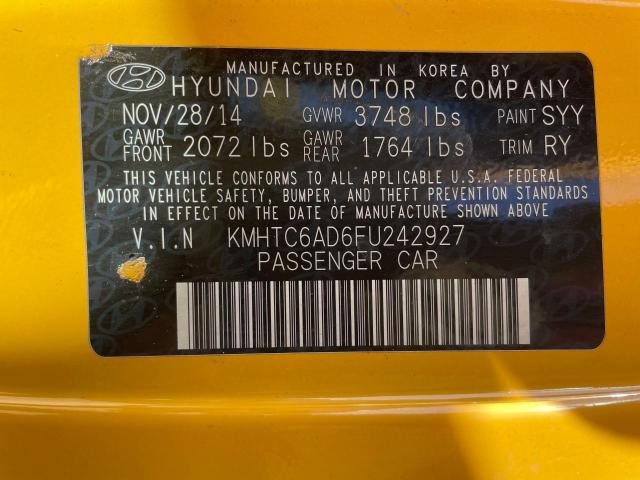 MANUFACTURED IN KOREA BY
HYUNDAI MOTOR COMPANY
NOV/28/14 GVWR 3748 lbs PAINT SYY
GAWR FRONT 2072 lbs GAWR REAR 1764 lbs TRIM RY
THIS VEHICLE CONFORMS TO ALL APPLICABLE U.S.A. FEDERAL
MOTOR VEHICLE SAFETY, BUMPER, AND THEFT PREVENTION STANDARDS
IN EFFECT ON THE DATE OF MANUFACTURE SHOWN ABOVE
V.I.N KMHTC6AD6FU242927
PASSENGER CAR